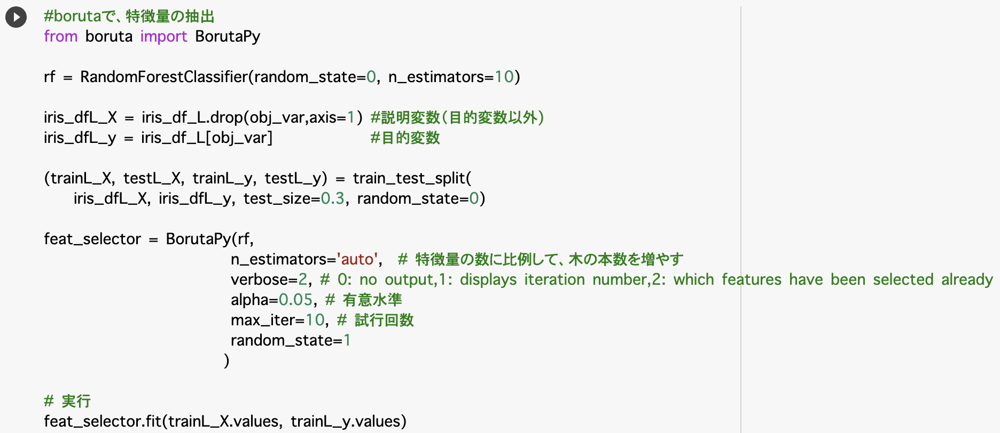 #borutaで、特徴量の抽出
from boruta import BorutaPy
rf = RandomForestClassifier(random_state=0, n_estimators=10)
iris_dfL_X = iris_df_L.drop(obj_var,axis=1) #説明変数(目的変数以外)
iris_dfL_y = iris_df_L[obj_var] #目的変数
(trainL_X, testL_X, trainL_y, testL_y) = train_test_split(
iris_dfL_X, iris_dfL_y, test_size=0.3, random_state=0)
feat_selector = BorutaPy(rf,
n_estimators='auto', # 特徴量の数に比例して、木の本数を増やす
verbose=2, # 0: no output,1: displays iteration number,2: which features have been selected already
alpha=0.05, # 有意水準
max_iter=10, # 試行回数
random_state=1
)
# 実行
feat_selector.fit(trainL_X.values, trainL_y.values)